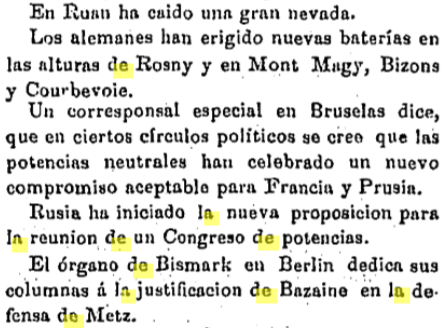 En Ruan ha caido una gran nevada.
Los alemanes han erigido nuevas baterías en
las alturas de Rosny y en Mont Magy, Bizons
y Courbevoie.
Un corresponsal especial en Bruselas dice,
que en ciertos círculos políticos se cree que las
potencias neutrales han celebrado un nuevo
compromiso aceptable para Francia y Prusia.
Rusia ha iniciado la nueva proposicion para
la reunion de un Congreso de potencias.
El órgano de Bismark en Berlin dedica sus
columnas á la justificacion de Bazaine en la de-
fensa de Metz.